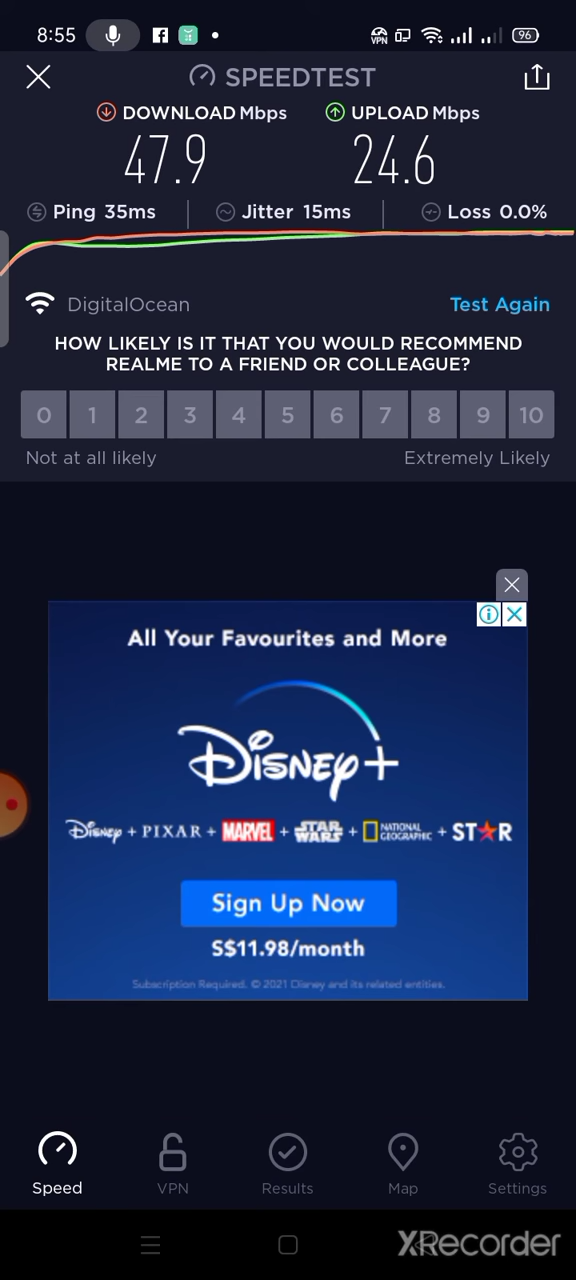 8:55
VPN
96
SPEEDTEST
DOWNLOAD Mbps
UPLOAD Mbps
47.9
24.6
Ping 35ms
Jitter 15ms
Loss 0.0%
DigitalOcean
Test Again
HOW LIKELY IS IT THAT YOU WOULD RECOMMEND
REALME TO A FRIEND OR COLLEAGUE?
0 1 2 3 4 5 6 7 8 9 10
Not at all likely
Extremely Likely
All Your Favourites and More
Disney+
Disney + PIXAR + MARVEL + STAR WARS + NATIONAL GEOGRAPHIC + STAR
Sign Up Now
S$11.98/month
Subscription Required. © 2021 Disney and its related entities.
Speed
VPN
Results
Map
Settings
XRecorder